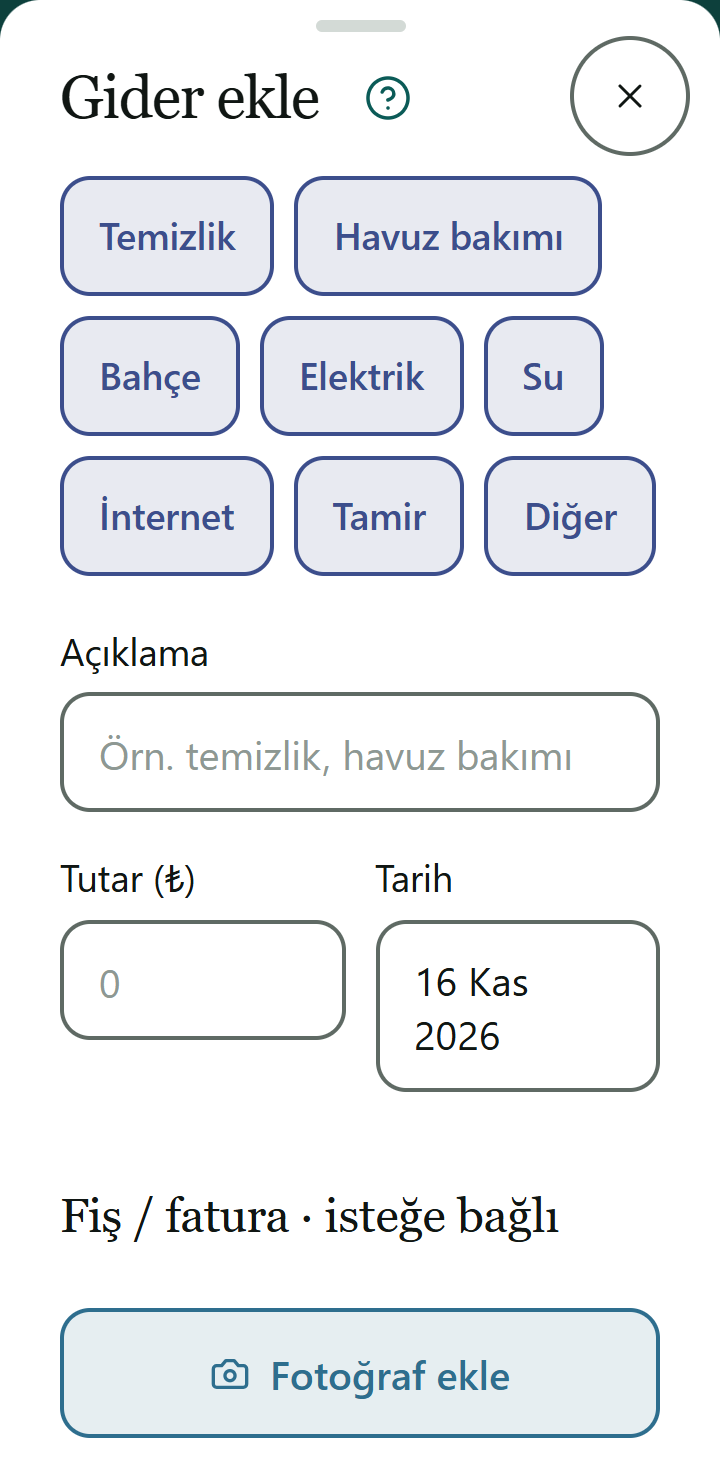 Gider ekle
Temizlik Havuz bakımı
Bahçe Elektrik Su
İnternet Tamir Diğer
Açıklama
Örn. temizlik, havuz bakımı
Tutar (₺) Tarih
0 16 Kas
2026
Fiş / fatura · isteğe bağlı
Fotoğraf ekle